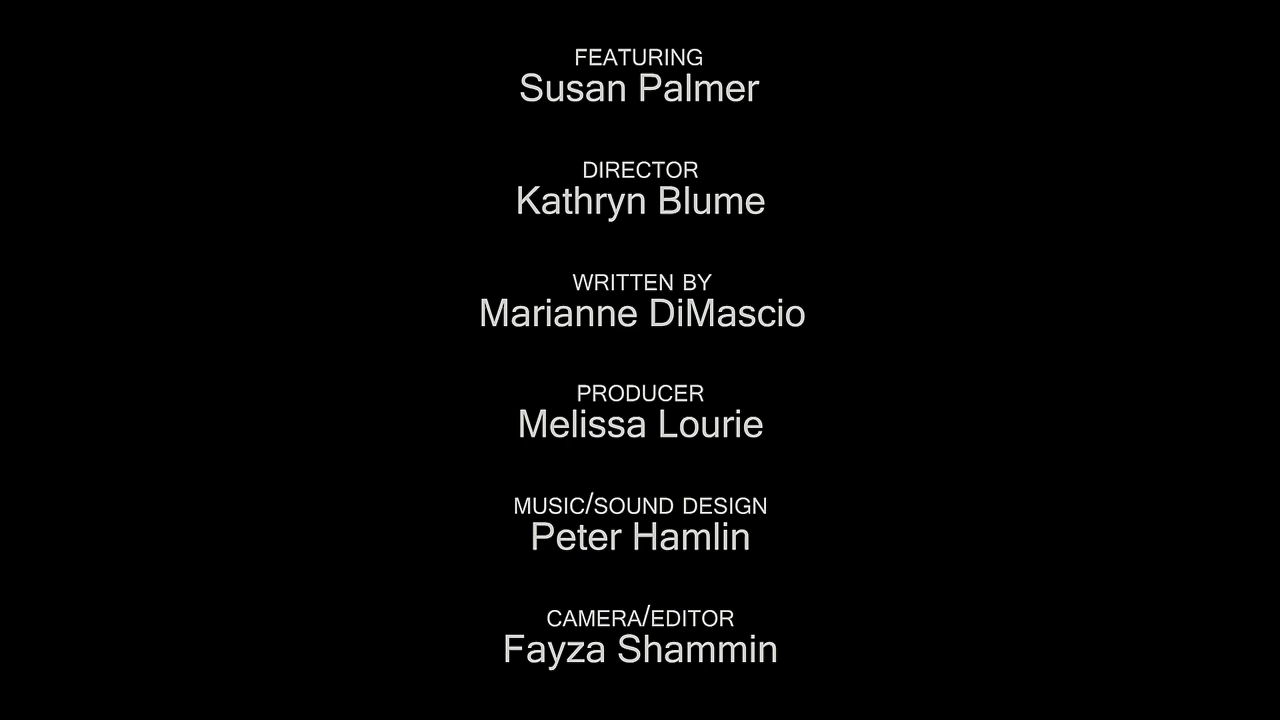 FEATURING
Susan Palmer
DIRECTOR
Kathryn Blume
WRITTEN BY
Marianne DiMascio
PRODUCER
Melissa Lourie
MUSIC/SOUND DESIGN
Peter Hamlin
CAMERA/EDITOR
Fayza Shammin